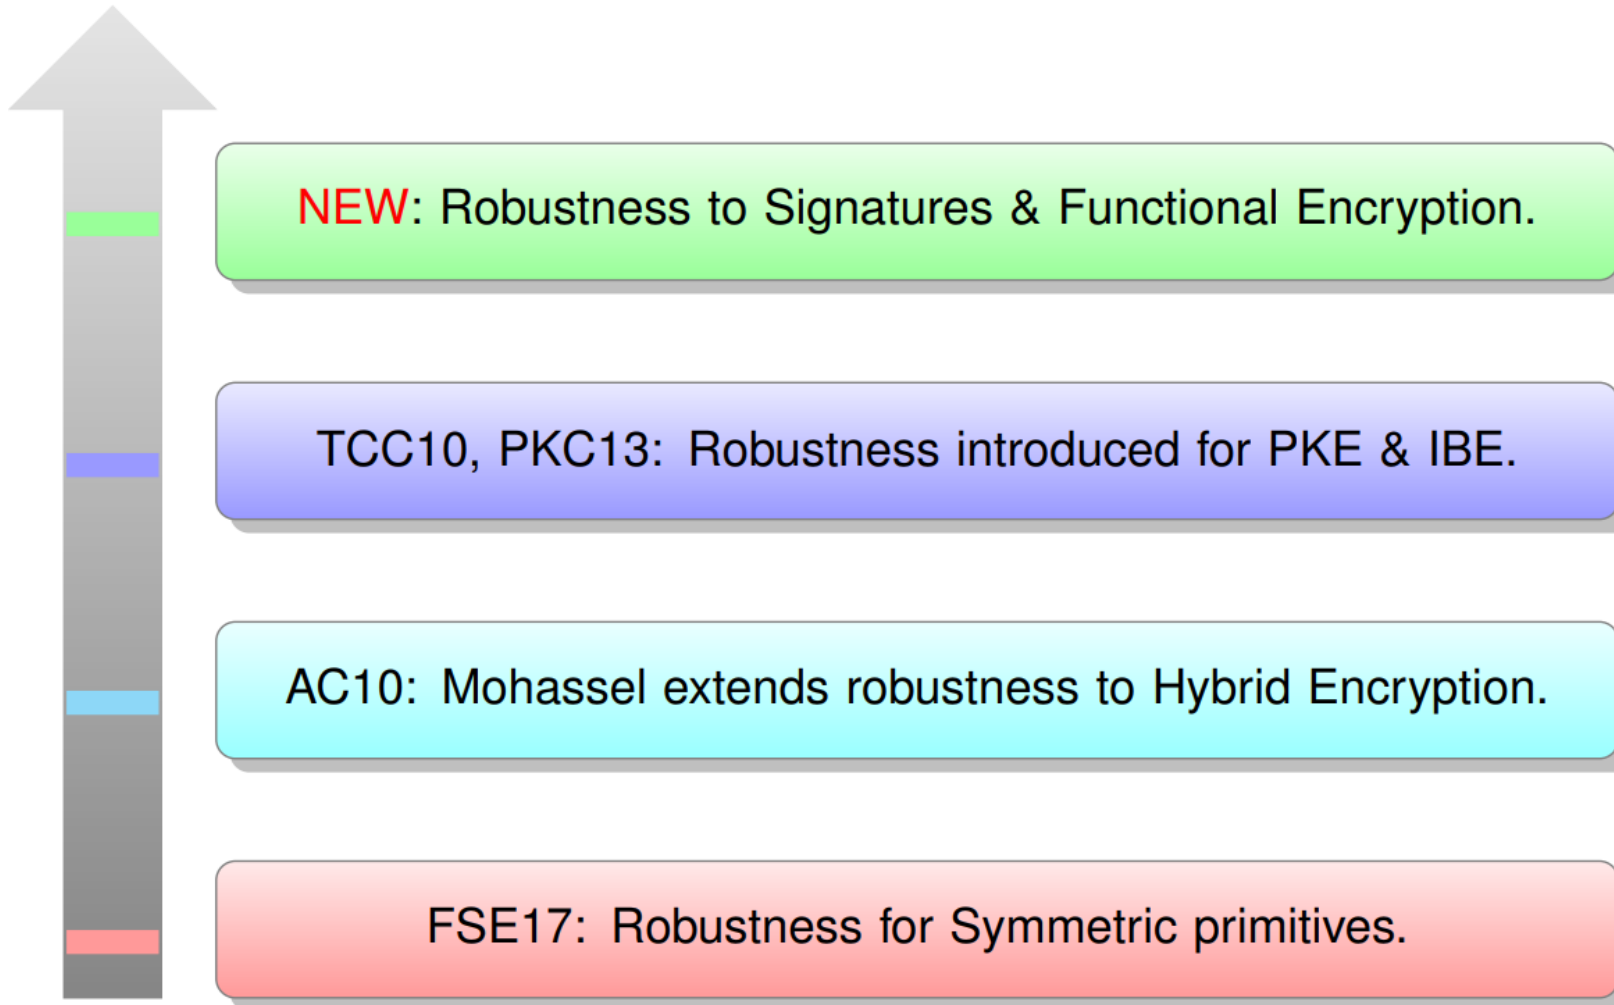 NEW: Robustness to Signatures & Functional Encryption.
TCC10, PKC13: Robustness introduced for PKE & IBE.
AC10: Mohassel extends robustness to Hybrid Encryption.
FSE17: Robustness for Symmetric primitives.